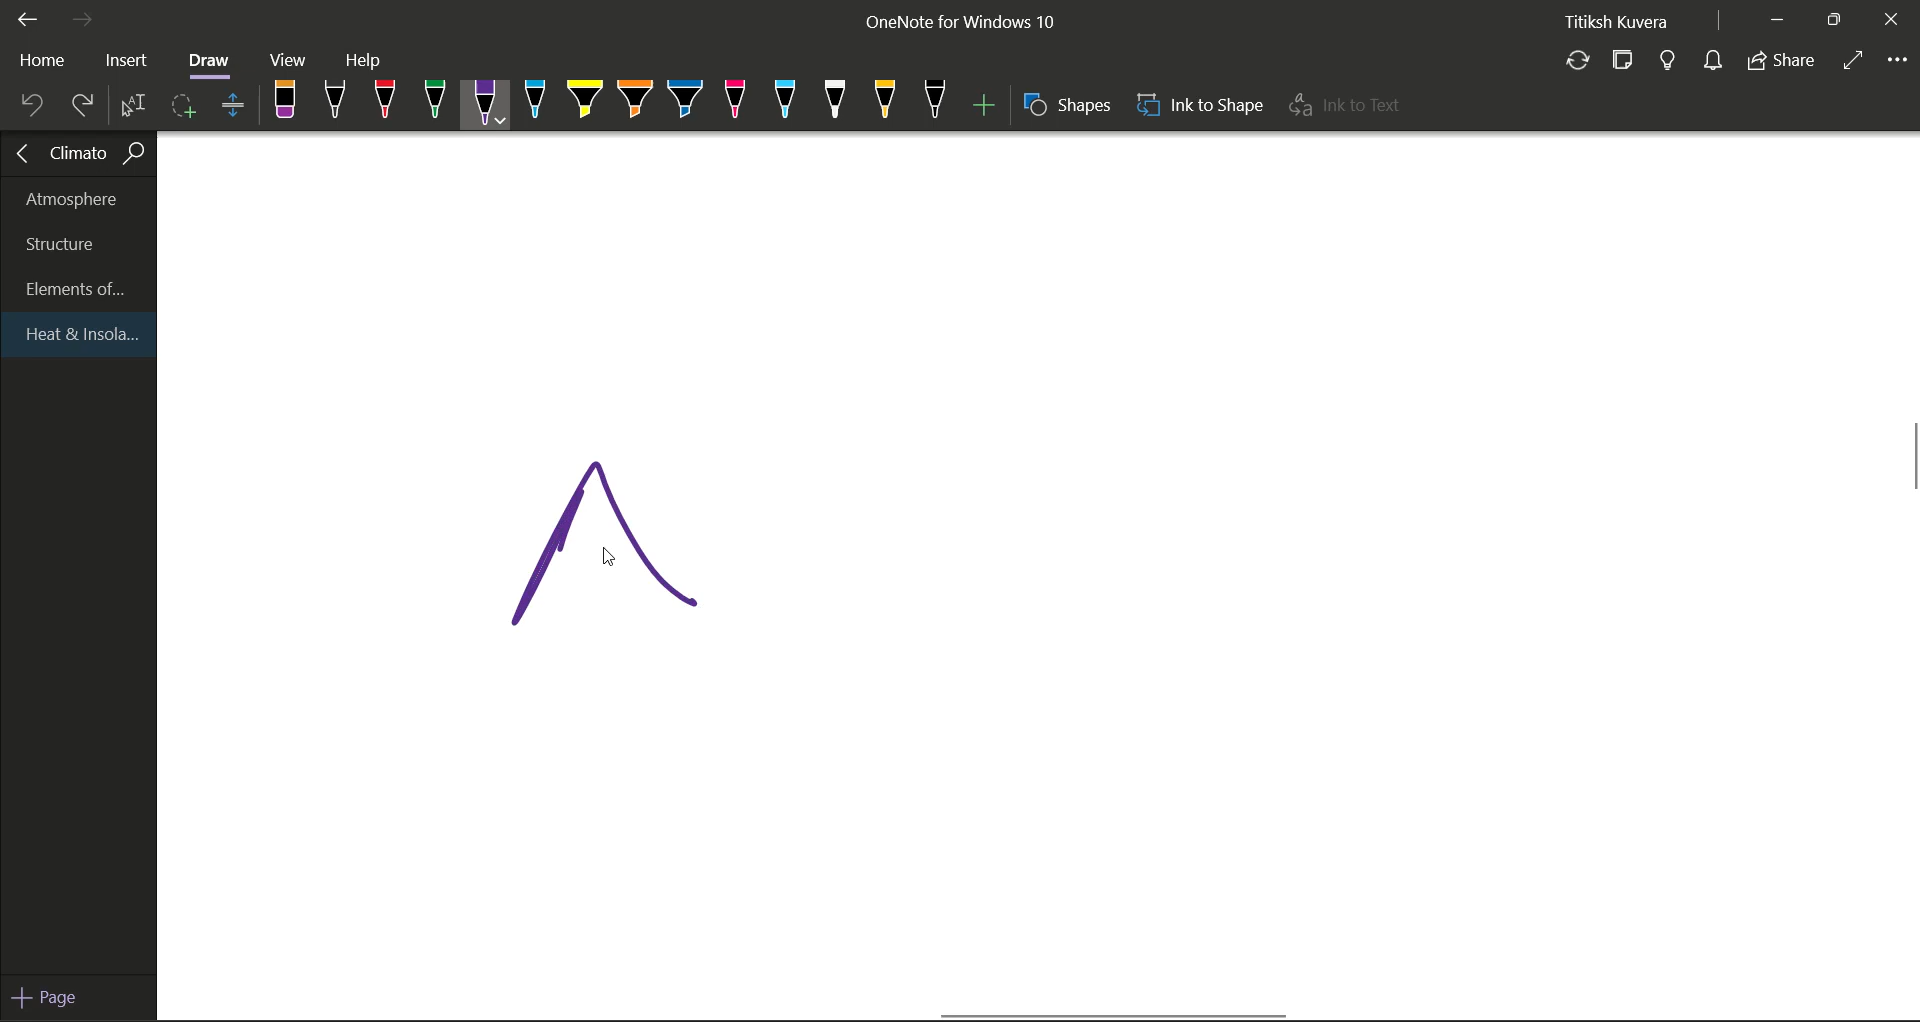 OneNote for Windows 10
Titiksh Kuvera
Home Insert Draw View Help
Share
Shapes Ink to Shape Ink to Text
Climato
Atmosphere
Structure
Elements of...
Heat & Insola...
Page